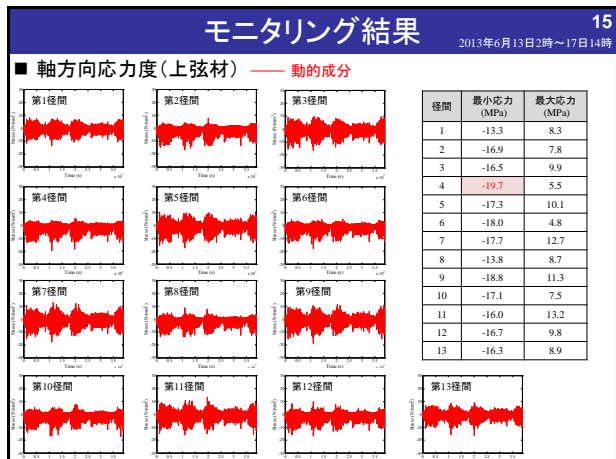 モニタリング結果
15
2013年6月13日2時～17日14時
■ 軸方向応力度(上弦材) 動的成分
第1径間
第2径間
第3径間
第4径間
第5径間
第6径間
第7径間
第8径間
第9径間
第10径間
第11径間
第12径間
第13径間
Stress (N/mm²)
Time (s)
径間 最小応力 (MPa) 最大応力 (MPa)
1 -13.3 8.3
2 -16.9 7.8
3 -16.5 9.9
4 -19.7 5.5
5 -17.3 10.1
6 -18.0 4.8
7 -17.7 12.7
8 -13.8 8.7
9 -18.8 11.3
10 -17.1 7.5
11 -16.0 13.2
12 -16.7 9.8
13 -16.3 8.9